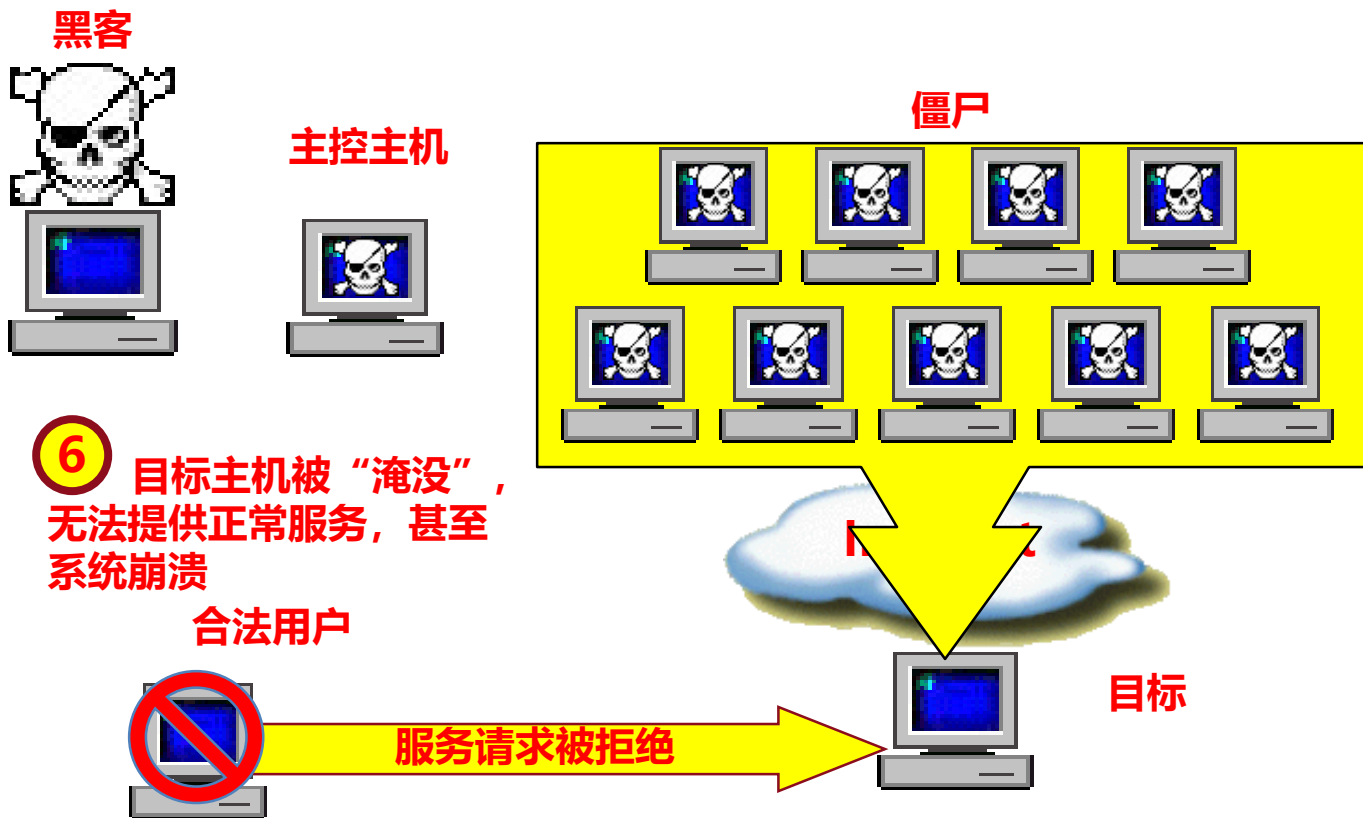 黑客
主控主机
僵尸
6
目标主机被“淹没”，
无法提供正常服务，甚至
系统崩溃
合法用户
目标
服务请求被拒绝